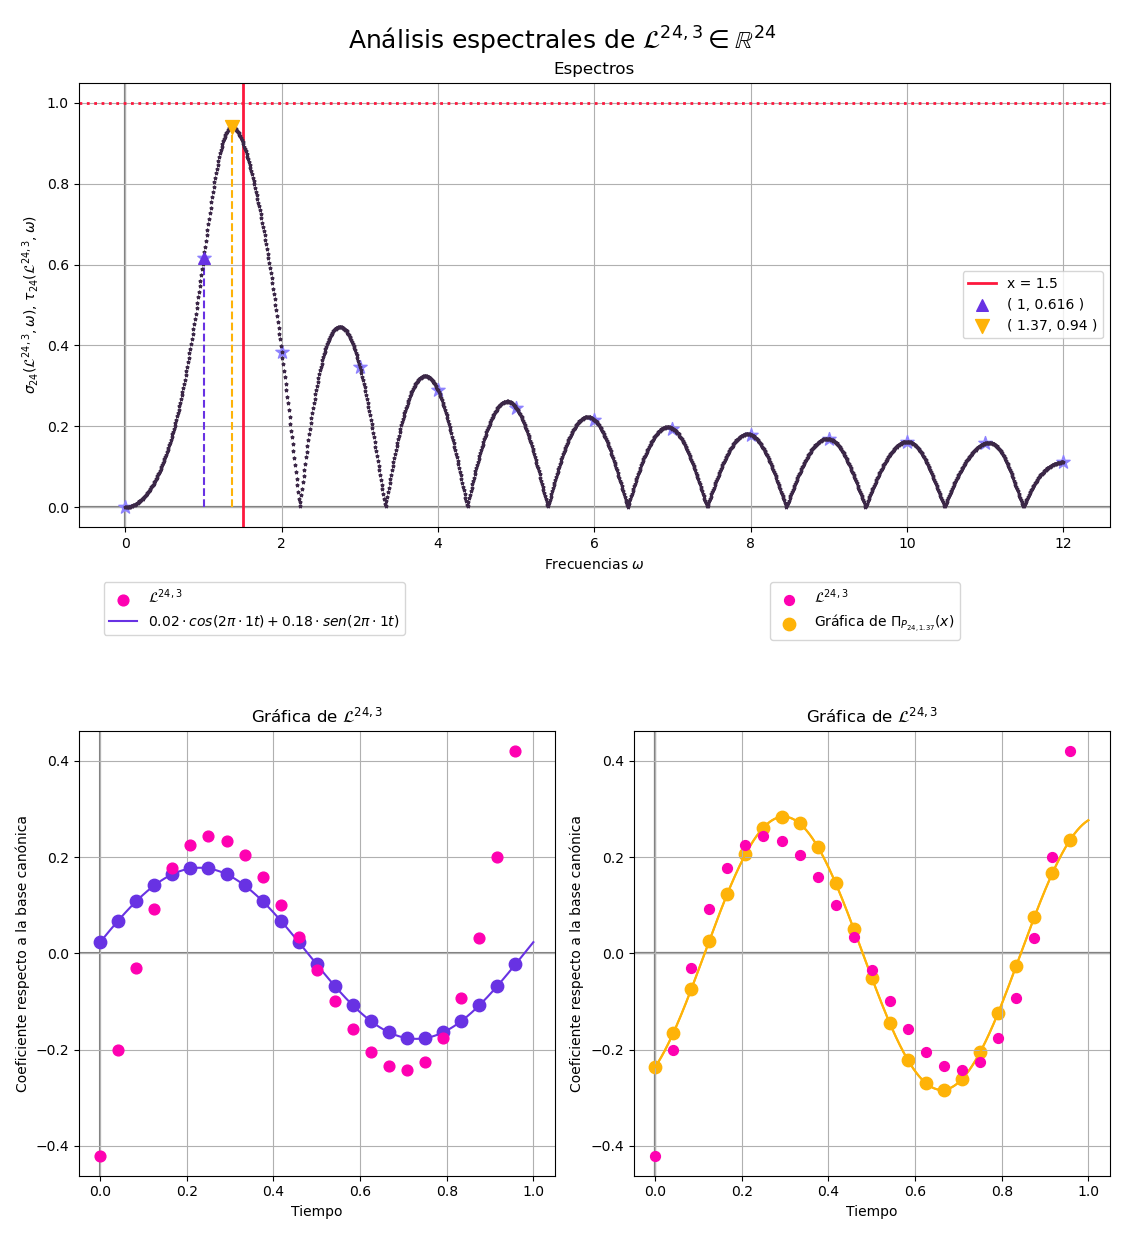 Análisis espectrales de 𝓛^{24,3} ∈ ℝ^{24}
Espectros
1.0
0.8
0.6
0.4
0.2
0.0
σ_{24}(𝓛^{24,3}, ω), τ_{24}(𝓛^{24,3}, ω)
x = 1.5
( 1, 0.616 )
( 1.37, 0.94 )
0 2 4 6 8 10 12
Frecuencias ω
𝓛^{24,3}
0.02 · cos(2π · 1t) + 0.18 · sen(2π · 1t)
𝓛^{24,3}
Gráfica de Π_{P_{24,1.37}}(x)
Gráfica de 𝓛^{24,3}
0.4
0.2
0.0
−0.2
−0.4
Coeficiente respecto a la base canónica
0.0 0.2 0.4 0.6 0.8 1.0
Tiempo
Gráfica de 𝓛^{24,3}
0.4
0.2
0.0
−0.2
−0.4
Coeficiente respecto a la base canónica
0.0 0.2 0.4 0.6 0.8 1.0
Tiempo